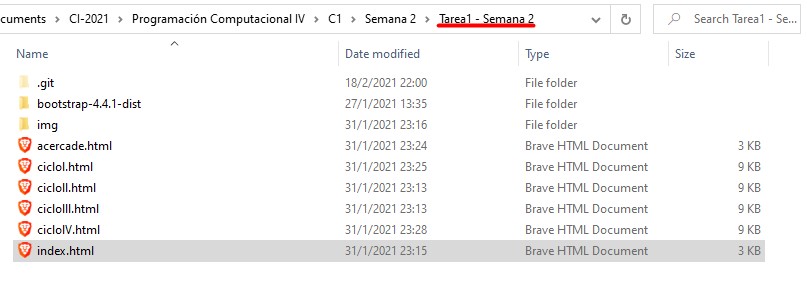 cuments > CI-2021 > Programación Computacional IV > C1 > Semana 2 > Tarea1 - Semana 2 Search Tarea1 - Se...
Name Date modified Type Size
.git 18/2/2021 22:00 File folder
bootstrap-4.4.1-dist 27/1/2021 13:35 File folder
img 31/1/2021 23:16 File folder
acercade.html 31/1/2021 23:24 Brave HTML Document 3 KB
cicloI.html 31/1/2021 23:25 Brave HTML Document 9 KB
cicloII.html 31/1/2021 23:13 Brave HTML Document 9 KB
cicloIII.html 31/1/2021 23:13 Brave HTML Document 9 KB
cicloIV.html 31/1/2021 23:28 Brave HTML Document 9 KB
index.html 31/1/2021 23:15 Brave HTML Document 3 KB